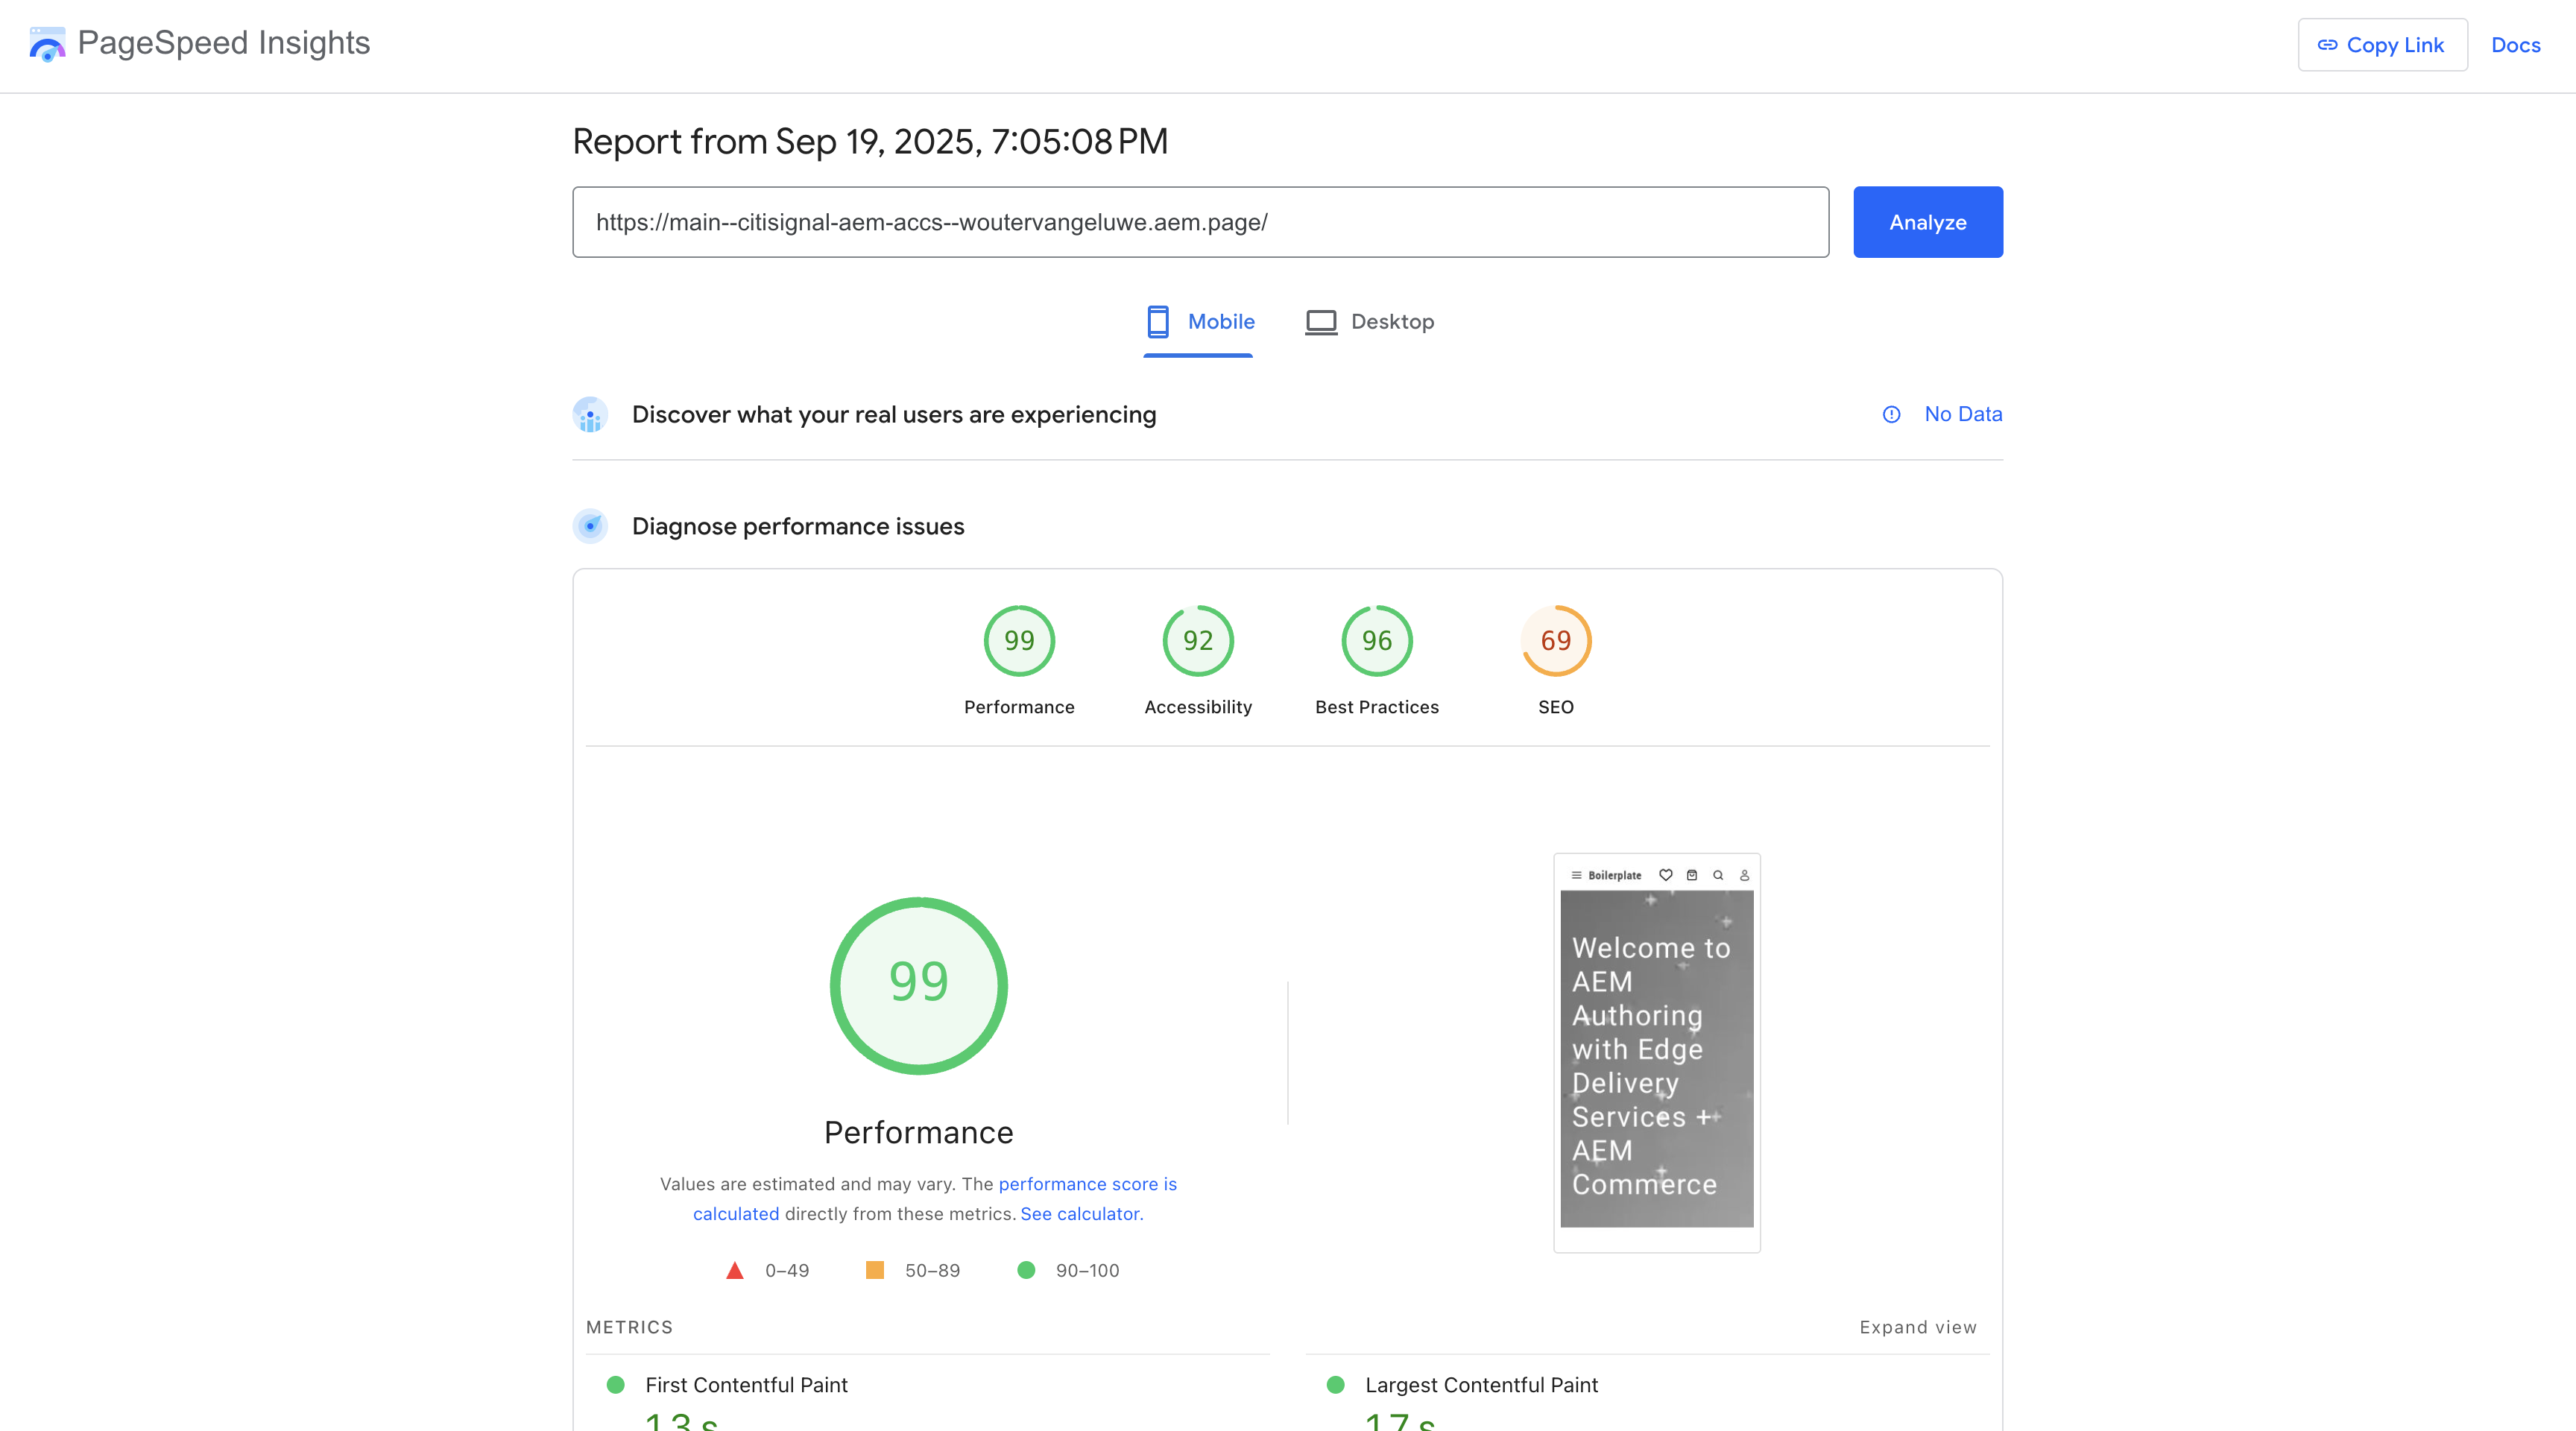 PageSpeed Insights
Copy Link
Docs
Report from Sep 19, 2025, 7:05:08 PM
https://main--citisignal-aem-accs--woutervangeluwe.aem.page/
Analyze
Mobile
Desktop
Discover what your real users are experiencing
No Data
Diagnose performance issues
99
92
96
69
Performance
Accessibility
Best Practices
SEO
99
Performance
Values are estimated and may vary. The performance score is
calculated directly from these metrics. See calculator.
0–49
50–89
90–100
Boilerplate
Welcome to
AEM
Authoring
with Edge
Delivery
Services +
AEM
Commerce
METRICS
Expand view
First Contentful Paint
1.3 s
Largest Contentful Paint
1.7 s